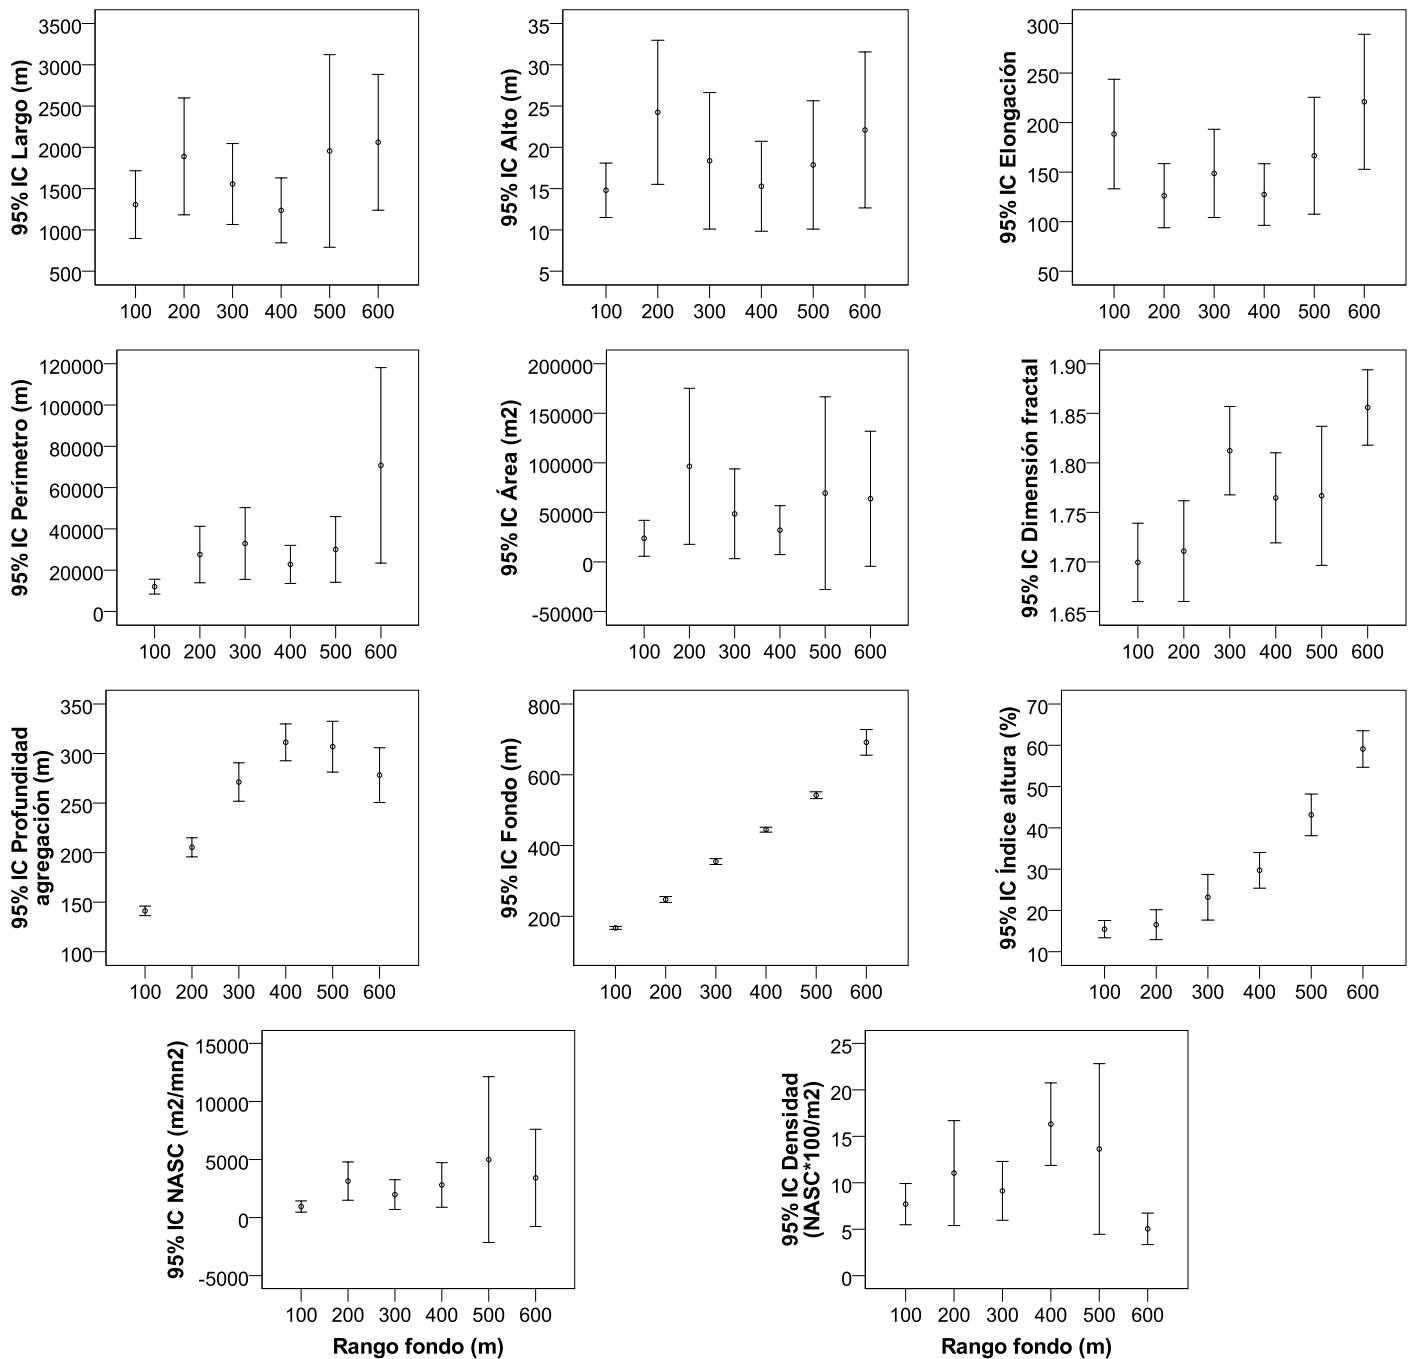 95% IC Largo (m)
3500
3000
2500
2000
1500
1000
500
100 200 300 400 500 600
95% IC Alto (m)
35
30
25
20
15
10
5
100 200 300 400 500 600
95% IC Elongación
300
250
200
150
100
50
100 200 300 400 500 600
95% IC Perímetro (m)
120000
100000
80000
60000
40000
20000
0
100 200 300 400 500 600
95% IC Área (m2)
200000
150000
100000
50000
0
-50000
100 200 300 400 500 600
95% IC Dimensión fractal
1.90
1.85
1.80
1.75
1.70
1.65
100 200 300 400 500 600
95% IC Profundidad
agregación (m)
350
300
250
200
150
100
100 200 300 400 500 600
95% IC Fondo (m)
800
600
400
200
100 200 300 400 500 600
95% IC Índice altura (%)
70
60
50
40
30
20
10
100 200 300 400 500 600
95% IC NASC (m2/mn2)
15000
10000
5000
0
-5000
100 200 300 400 500 600
Rango fondo (m)
95% IC Densidad
(NASC*100/m2)
25
20
15
10
5
0
100 200 300 400 500 600
Rango fondo (m)